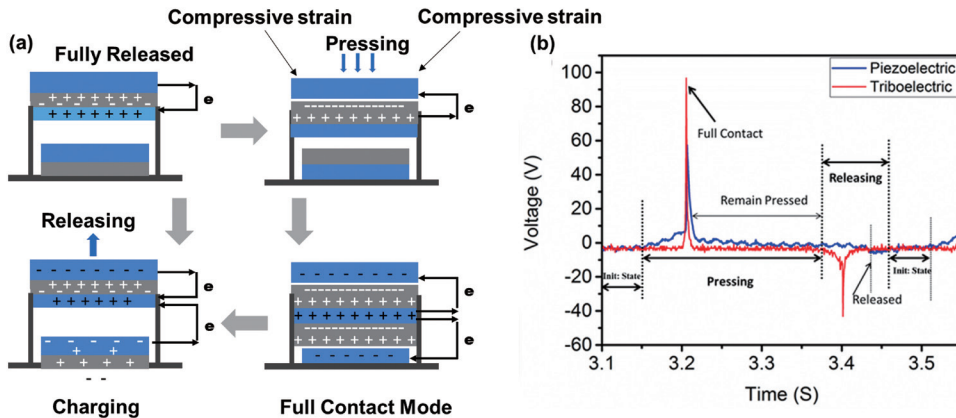 (a)
Compressive strain
Compressive strain
Fully Released
Pressing
+ + + + + +
- - - - - - -
+ + + + + +
e
---------------
+ + + + + + +
e
Releasing
- - - - - - -
+ + + + + +
- - - - - - -
+ + + + + +
e
- - - - -
+ +
+ + + +
- -
Charging
- - - - - - -
---------------
+ + + + + + +
+ + + + + + + +
---------------
+ + + + + + +
- - - - - -
e
e
Full Contact Mode
(b)
Piezoelectric
Triboelectric
Full Contact
Releasing
Remain Pressed
Init: State
Pressing
Init: State
Released
Voltage (V)
100
80
60
40
20
0
-20
-40
-60
3.1
3.2
3.3
3.4
3.5
Time (S)